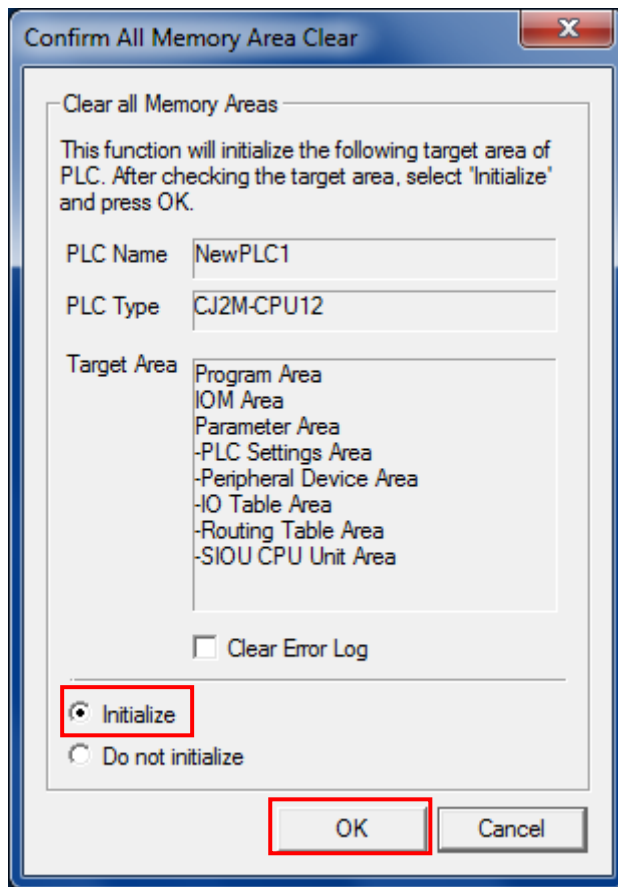 Confirm All Memory Area Clear
Clear all Memory Areas
This function will initialize the following target area of
PLC. After checking the target area, select 'Initialize'
and press OK.
PLC Name NewPLC1
PLC Type CJ2M-CPU12
Target Area Program Area
IOM Area
Parameter Area
-PLC Settings Area
-Peripheral Device Area
-IO Table Area
-Routing Table Area
-SIOU CPU Unit Area
Clear Error Log
Initialize
Do not initialize
OK Cancel